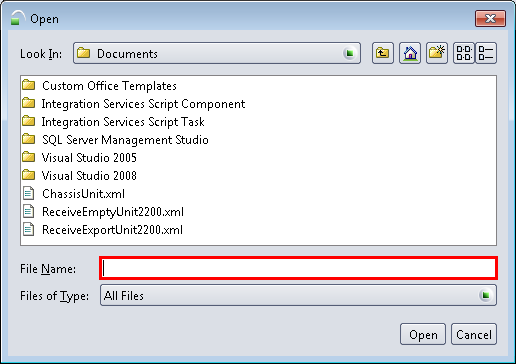 Open
Look In: Documents
Custom Office Templates
Integration Services Script Component
Integration Services Script Task
SQL Server Management Studio
Visual Studio 2005
Visual Studio 2008
ChassisUnit.xml
ReceiveEmptyUnit2200.xml
ReceiveExportUnit2200.xml
File Name:
Files of Type: All Files
Open Cancel